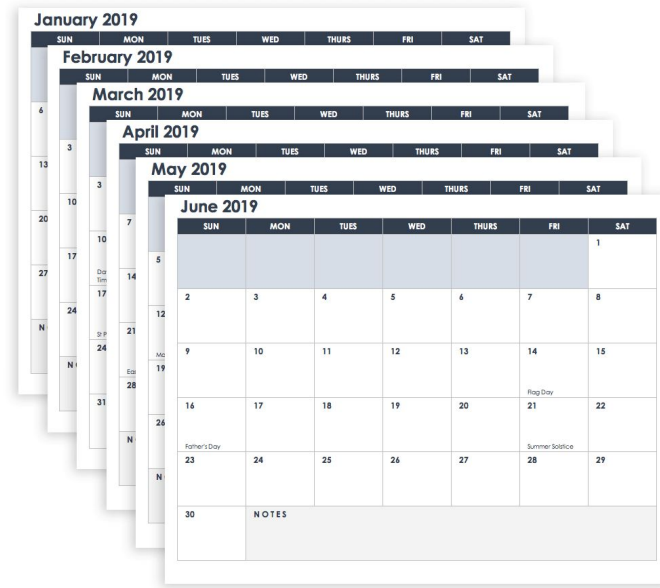 January 2019
SUN MON TUES WED THURS FRI SAT
6
13
20
27
N
February 2019
SUN MON TUES WED THURS FRI SAT
3
10
17
24
N
March 2019
SUN MON TUES WED THURS FRI SAT
3
10
17
24
31
April 2019
SUN MON TUES WED THURS FRI SAT
7
14
21
28
N
May 2019
SUN MON TUES WED THURS FRI SAT
5
12
19
26
N
June 2019
SUN MON TUES WED THURS FRI SAT
1
2 3 4 5 6 7 8
9 10 11 12 13 14 15
Flag Day
16 17 18 19 20 21 22
Father's Day Summer Solstice
23 24 25 26 27 28 29
30 NOTES